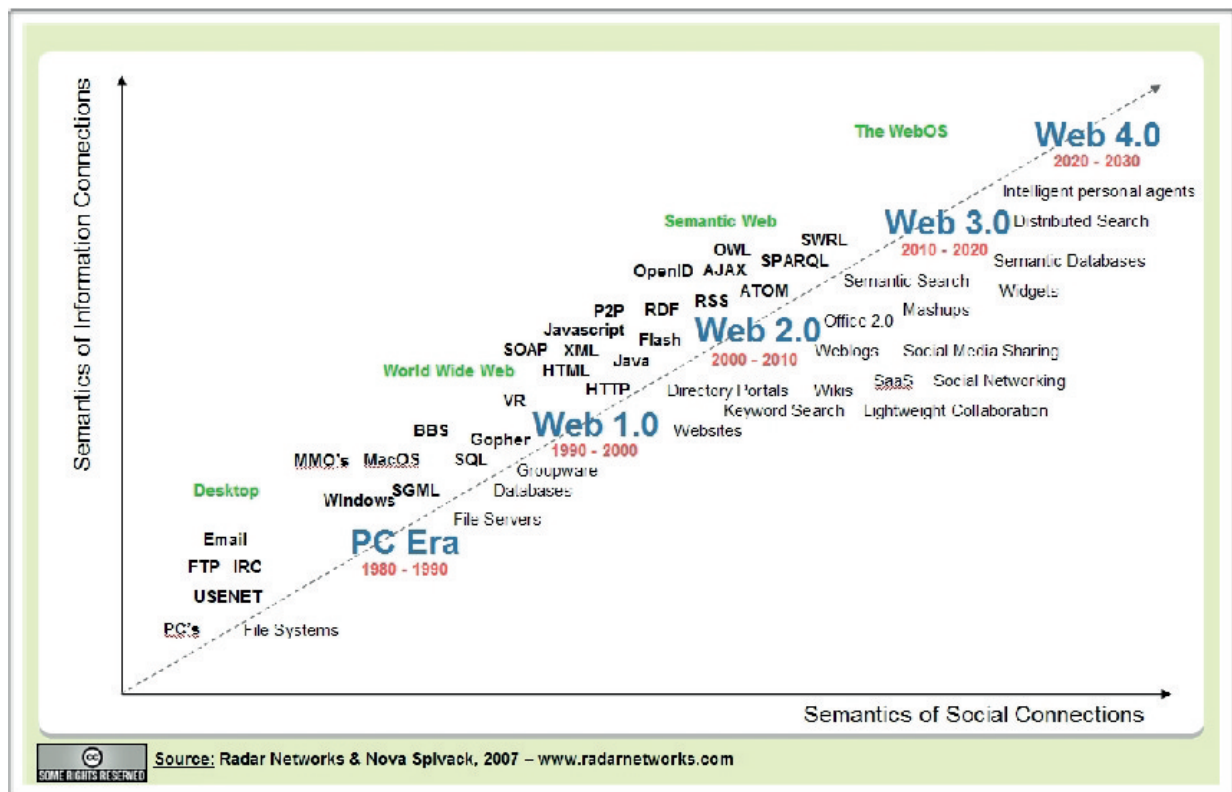 Semantics of Information Connections
The WebOS
Web 4.0
2020 - 2030
Intelligent personal agents
Semantic Web
Web 3.0
Distributed Search
2010 - 2020
SWRL
OWL
SPARQL
Semantic Databases
OpenID
AJAX
Semantic Search
Widgets
ATOM
P2P
RDF
RSS
Mashups
Javascript
Flash
Web 2.0
Office 2.0
2000 - 2010
SOAP
XML
Java
Weblogs
Social Media Sharing
World Wide Web
HTML
HTTP
Directory Portals
Wikis
SaaS
Social Networking
VR
Keyword Search
Lightweight Collaboration
BBS
Gopher
Web 1.0
Websites
1990 - 2000
MMO's
MacOS
SQL
Groupware
Desktop
Windows
SGML
Databases
File Servers
Email
PC Era
1980 - 1990
FTP
IRC
USENET
PC's
File Systems
Semantics of Social Connections
cc
SOME RIGHTS RESERVED
Source: Radar Networks & Nova Spivack, 2007 – www.radarnetworks.com